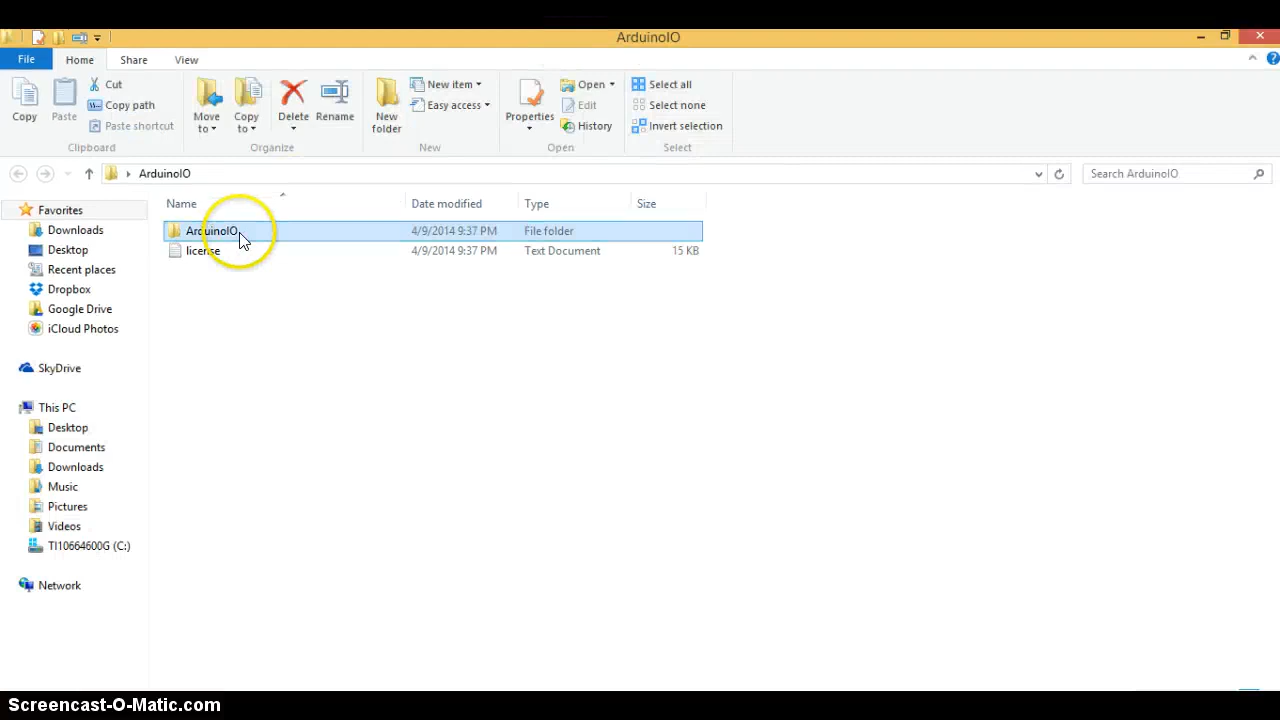 ArduinoIO
File Home Share View
Copy Paste Cut Copy path Paste shortcut Clipboard
Move to Copy to Delete Rename Organize
New folder New item Easy access New
Properties Open Edit History Open
Select all Select none Invert selection Select
ArduinoIO Search ArduinoIO
Name Date modified Type Size
ArduinoIO 4/9/2014 9:37 PM File folder
license 4/9/2014 9:37 PM Text Document 15 KB
Favorites
Downloads
Desktop
Recent places
Dropbox
Google Drive
iCloud Photos
SkyDrive
This PC
Desktop
Documents
Downloads
Music
Pictures
Videos
TI10664600G (C:)
Network
Screencast-O-Matic.com